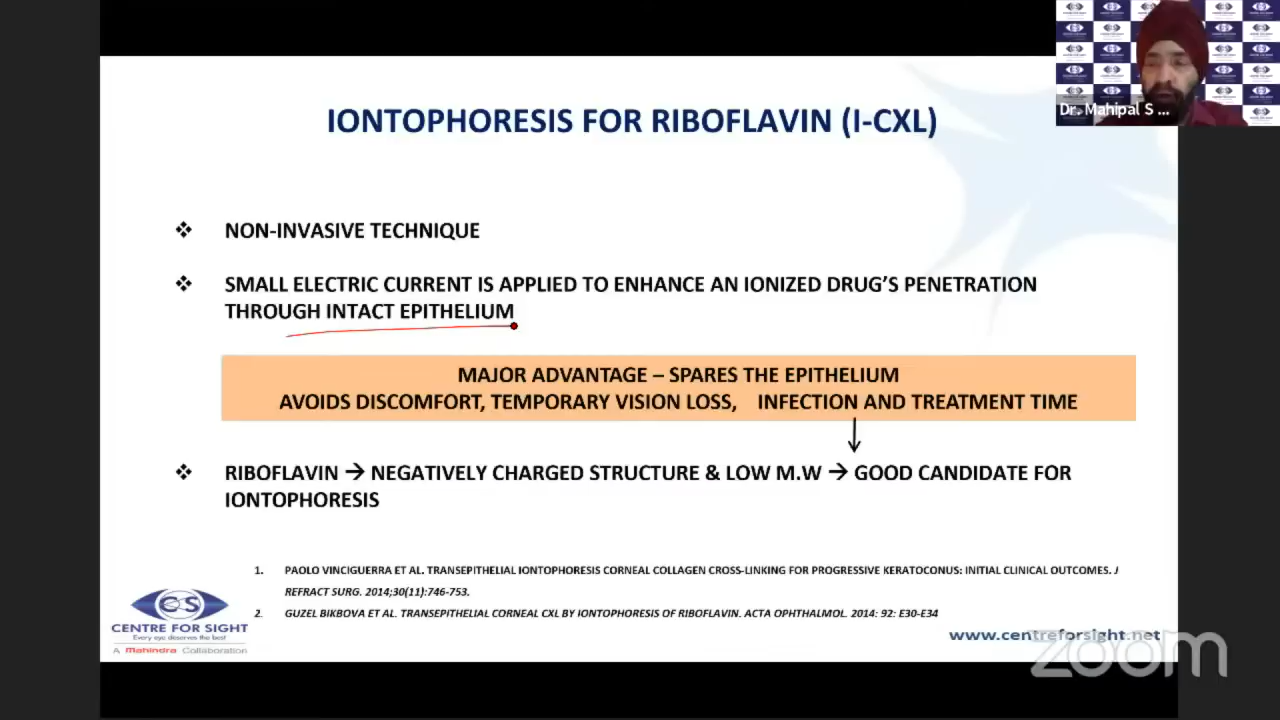 Dr. Mahipal S ...
IONTOPHORESIS FOR RIBOFLAVIN (I-CXL)
❖ NON-INVASIVE TECHNIQUE
❖ SMALL ELECTRIC CURRENT IS APPLIED TO ENHANCE AN IONIZED DRUG’S PENETRATION
THROUGH INTACT EPITHELIUM
MAJOR ADVANTAGE – SPARES THE EPITHELIUM
AVOIDS DISCOMFORT, TEMPORARY VISION LOSS, INFECTION AND TREATMENT TIME
❖ RIBOFLAVIN → NEGATIVELY CHARGED STRUCTURE & LOW M.W → GOOD CANDIDATE FOR
IONTOPHORESIS
1. PAOLO VINCIGUERRA ET AL. TRANSEPITHELIAL IONTOPHORESIS CORNEAL COLLAGEN CROSS-LINKING FOR PROGRESSIVE KERATOCONUS: INITIAL CLINICAL OUTCOMES. J
REFRACT SURG. 2014;30(11):746-753.
2. GUZEL BIKBOVA ET AL. TRANSEPITHELIAL CORNEAL CXL BY IONTOPHORESIS OF RIBOFLAVIN. ACTA OPHTHALMOL. 2014: 92: E30-E34
CS
CENTRE FOR SIGHT
Every eye deserves the best
A Mahindra Collaboration
www.centreforsight.net
zoom